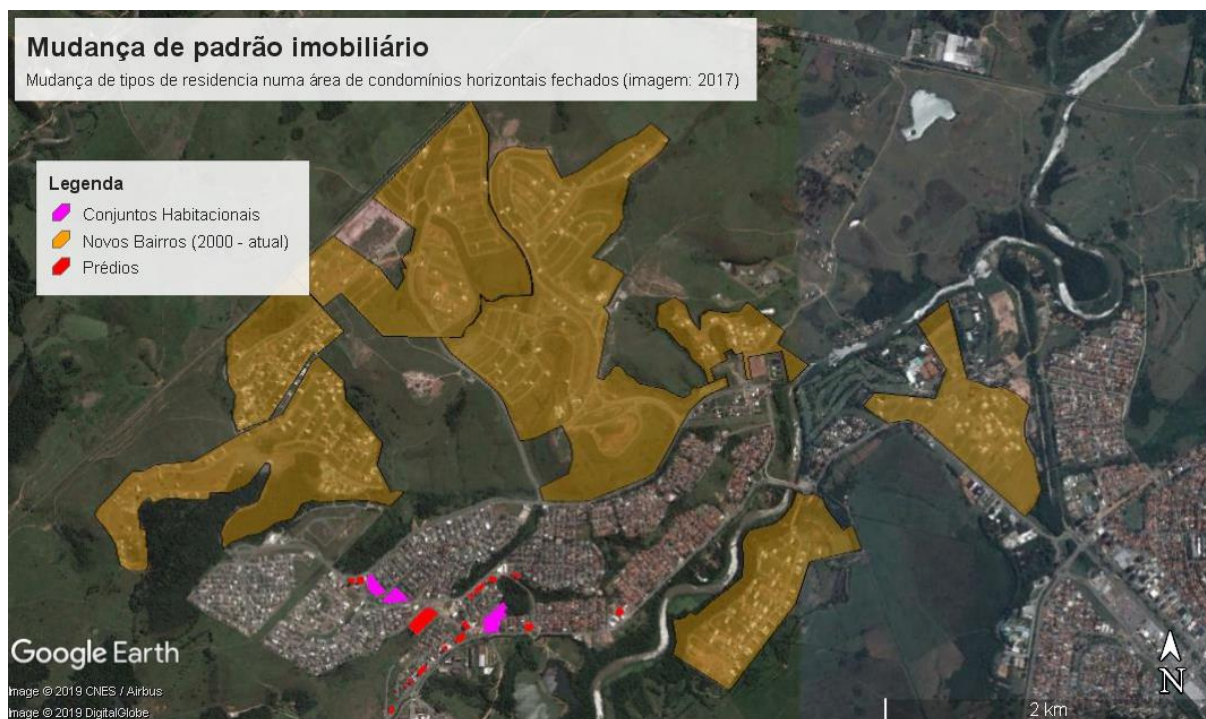 Mudança de padrão imobiliário
Mudança de tipos de residencia numa área de condomínios horizontais fechados (imagem: 2017)
Legenda
Conjuntos Habitacionais
Novos Bairros (2000 - atual)
Prédios
Google Earth
Image © 2019 CNES / Airbus
Image © 2019 DigitalGlobe
N
2 km